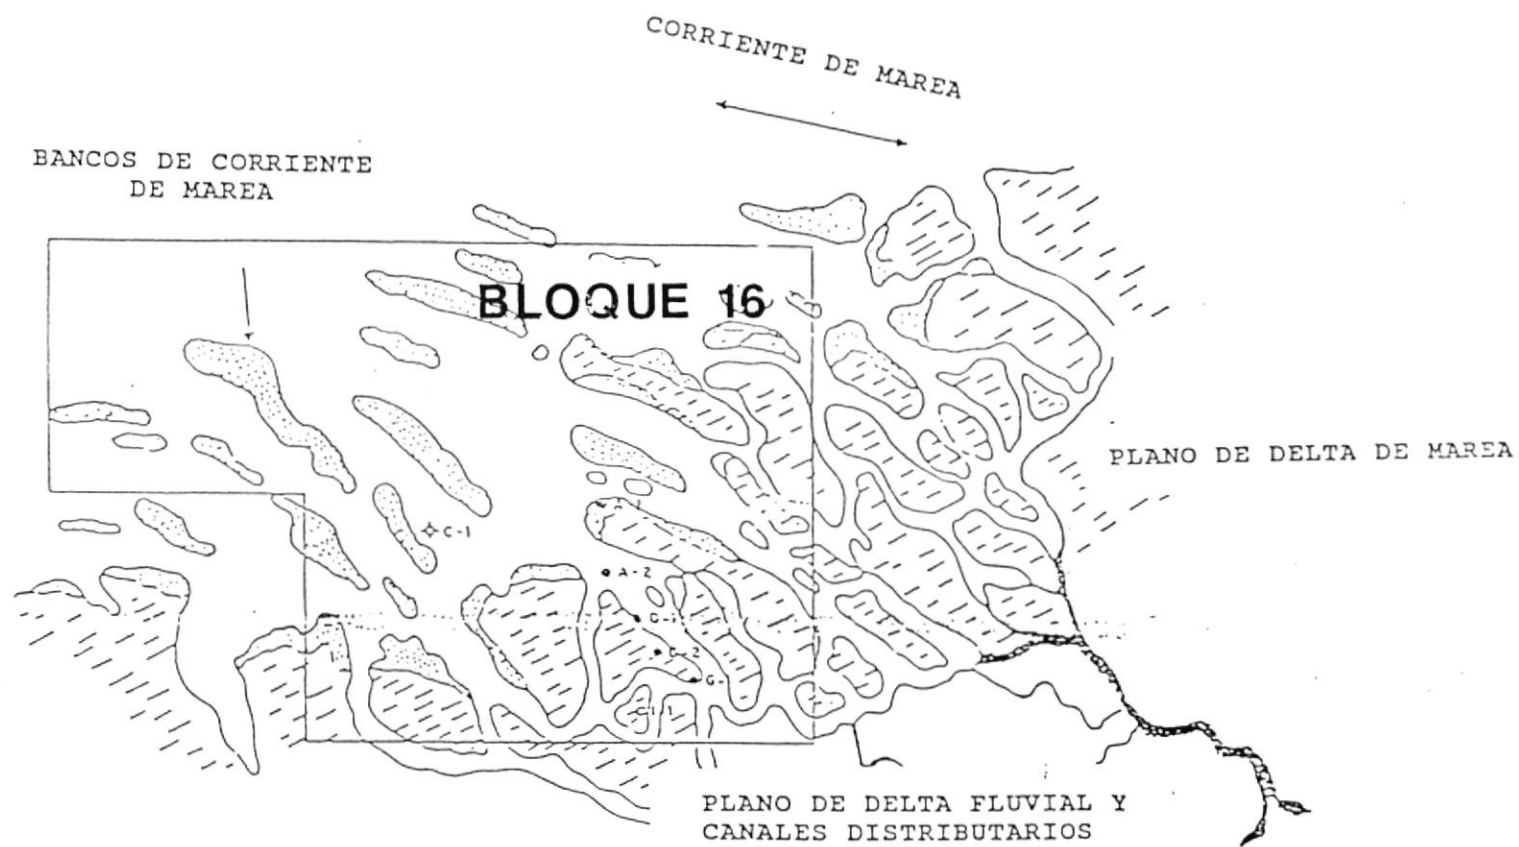 CORRIENTE DE MAREA
BANCOS DE CORRIENTE
DE MAREA
BLOQUE 16
PLANO DE DELTA DE MAREA
C-1
A-2
PLANO DE DELTA FLUVIAL Y
CANALES DISTRIBUTARIOS